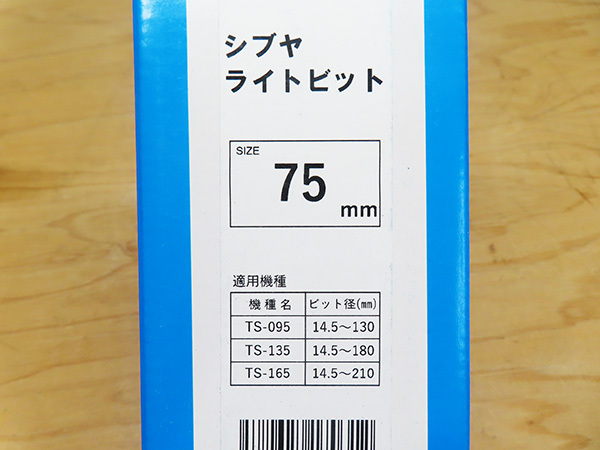 シブヤ
ライトビット
SIZE
75 mm
適用機種
機種名 ビット径(㎜)
TS-095 14.5～130
TS-135 14.5～180
TS-165 14.5～210